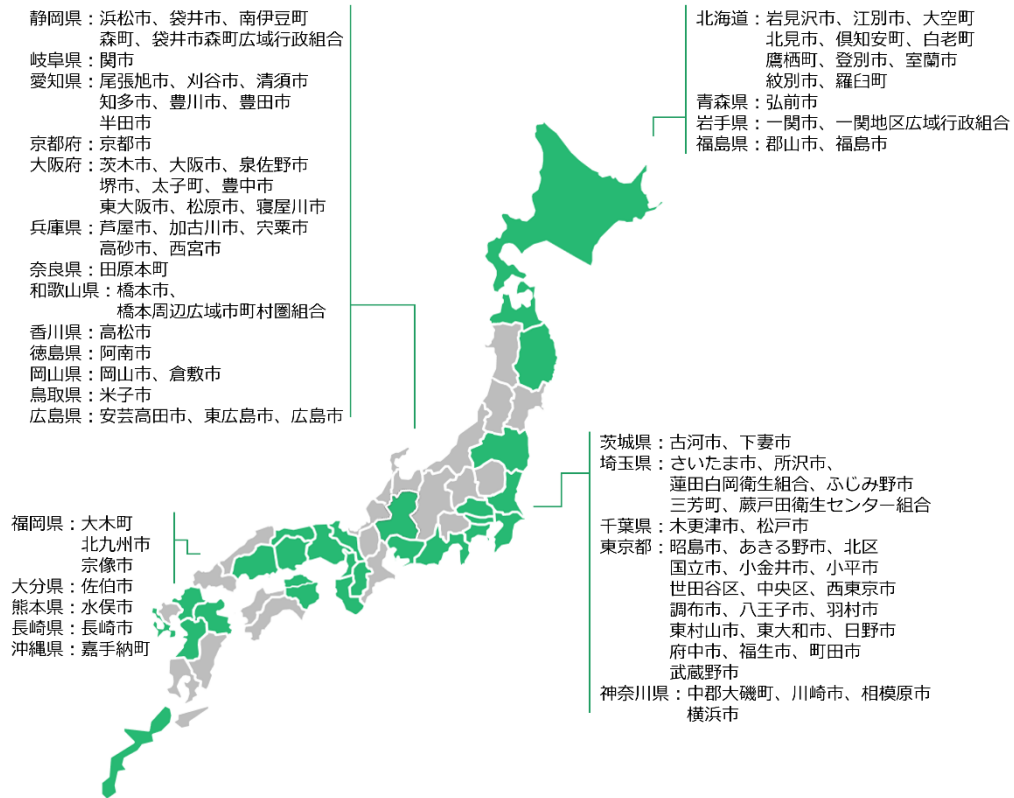 静岡県：浜松市、袋井市、南伊豆町
森町、袋井市森町広域行政組合
岐阜県：関市
愛知県：尾張旭市、刈谷市、清須市
知多市、豊川市、豊田市
半田市
京都府：京都市
大阪府：茨木市、大阪市、泉佐野市
堺市、太子町、豊中市
東大阪市、松原市、寝屋川市
兵庫県：芦屋市、加古川市、宍粟市
高砂市、西宮市
奈良県：田原本町
和歌山県：橋本市、
橋本周辺広域市町村圏組合
香川県：高松市
徳島県：阿南市
岡山県：岡山市、倉敷市
鳥取県：米子市
広島県：安芸高田市、東広島市、広島市
北海道：岩見沢市、江別市、大空町
北見市、倶知安町、白老町
鷹栖町、登別市、室蘭市
紋別市、羅臼町
青森県：弘前市
岩手県：一関市、一関地区広域行政組合
福島県：郡山市、福島市
茨城県：古河市、下妻市
埼玉県：さいたま市、所沢市、
蓮田白岡衛生組合、ふじみ野市
三芳町、蕨戸田衛生センター組合
千葉県：木更津市、松戸市
東京都：昭島市、あきる野市、北区
国立市、小金井市、小平市
世田谷区、中央区、西東京市
調布市、八王子市、羽村市
東村山市、東大和市、日野市
府中市、福生市、町田市
武蔵野市
神奈川県：中郡大磯町、川崎市、相模原市
横浜市
福岡県：大木町
北九州市
宗像市
大分県：佐伯市
熊本県：水俣市
長崎県：長崎市
沖縄県：嘉手納町